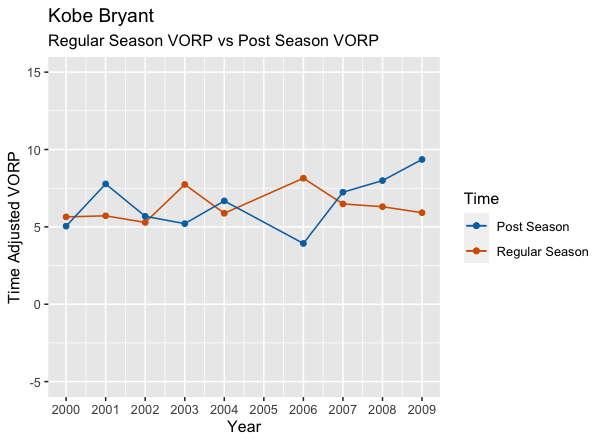 Kobe Bryant
Regular Season VORP vs Post Season VORP
15
10
5
0
-5
Time Adjusted VORP
2000 2001 2002 2003 2004 2005 2006 2007 2008 2009
Year
Time
Post Season
Regular Season